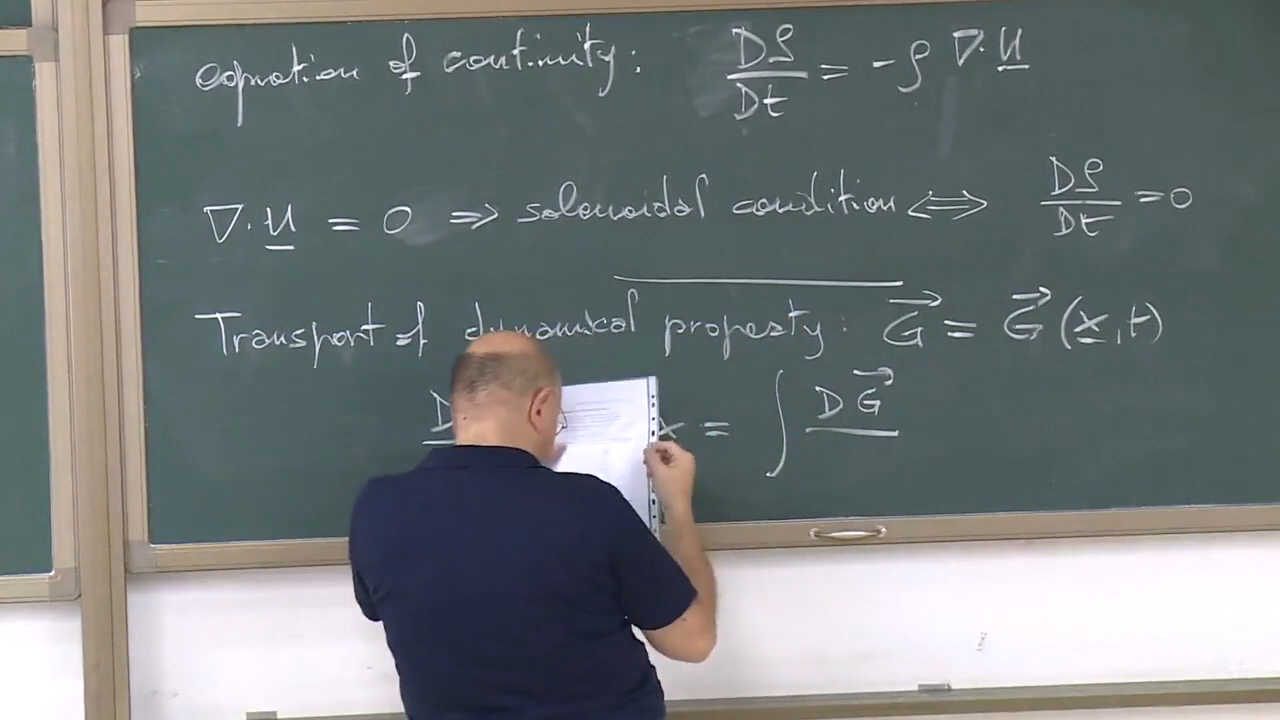 equation of continuity: Dρ/Dt = -ρ ∇·u
∇·u = 0 => solenoidal condition <=> Dρ/Dt = 0
Transport of dynamical property: G⃗ = G⃗(x,t)
D x = ∫ DG⃗